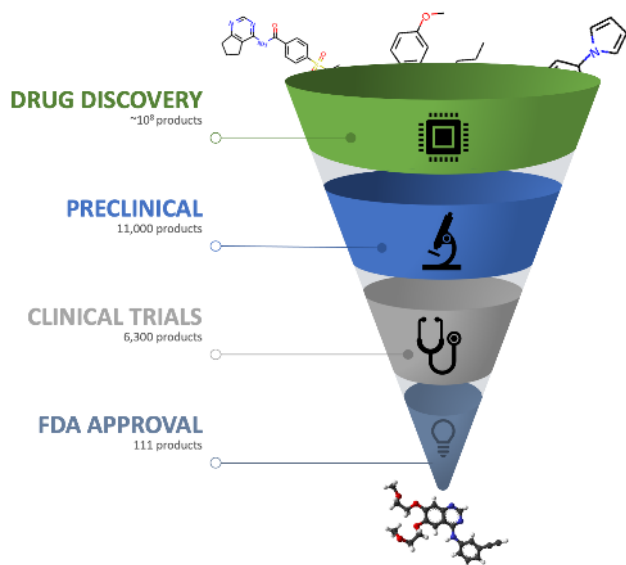 DRUG DISCOVERY
~10⁸ products
PRECLINICAL
11,000 products
CLINICAL TRIALS
6,300 products
FDA APPROVAL
111 products